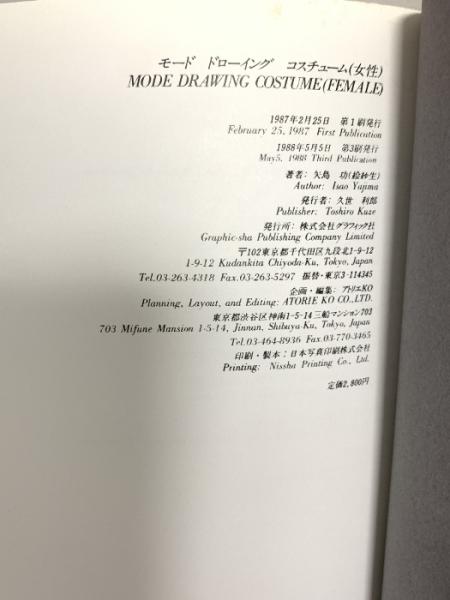 モード　ドローイング　コスチューム(女性)
MODE DRAWING COSTUME(FEMALE)
1987年2月25日　第1刷発行
February 25, 1987 First Publication
1988年5月5日　第3刷発行
May5, 1988 Third Publication
著者：矢島　功(絵紗生)
Author: Isao Yajima
発行者：久世　利郎
Publisher: Toshiro Kuze
発行所：株式会社グラフィック社
Graphic-sha Publishing Company Limited
〒102東京都千代田区九段北1-9-12
1-9-12 Kudankita Chiyoda-Ku, Tokyo, Japan
Tel.03-263-4318 Fax.03-263-5297 振替・東京3-114345
企画・編集：アトリエKO
Planning, Layout, and Editing: ATORIE KO CO.,LTD.
東京都渋谷区神南1-5-14三船マンション703
703 Mifune Mansion 1-5-14, Jinnan, Shibuya-Ku, Tokyo, Japan
Tel.03-464-8936 Fax.03-770-3465
印刷・製本：日本写真印刷株式会社
Printing: Nissha Printing Co., Ltd.
定価2,800円